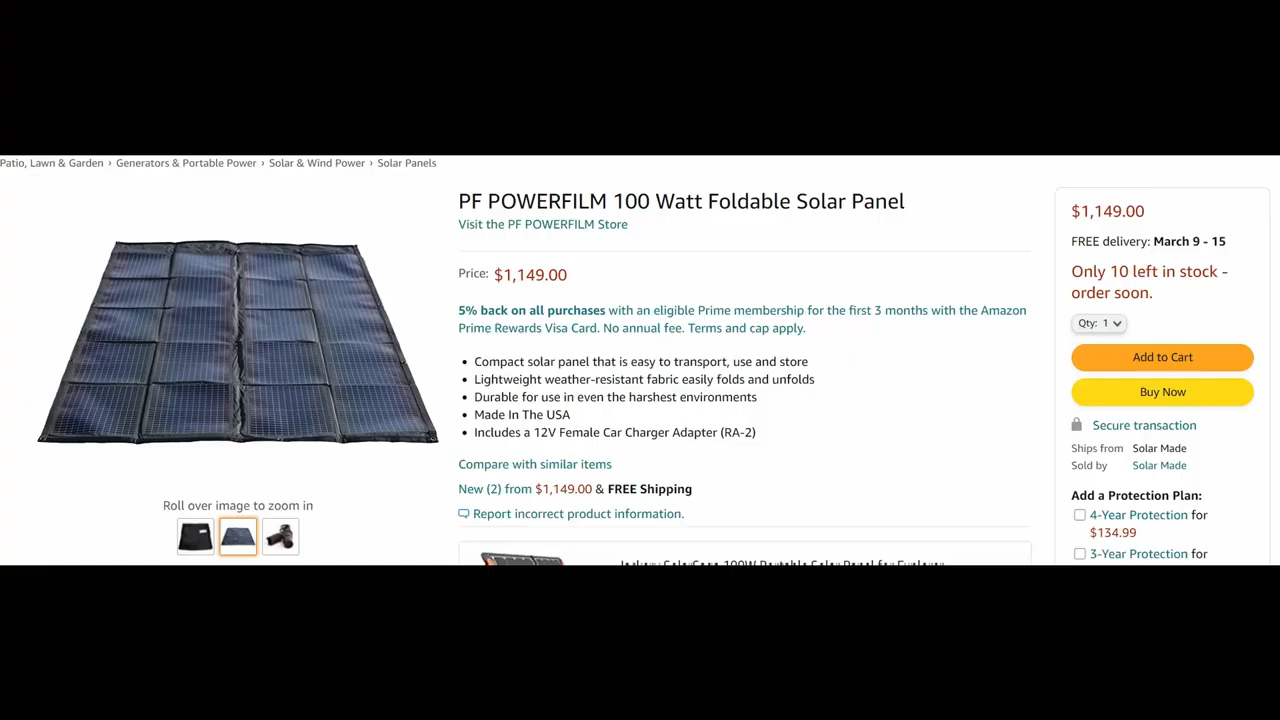 Patio, Lawn & Garden › Generators & Portable Power › Solar & Wind Power › Solar Panels
PF POWERFILM 100 Watt Foldable Solar Panel
Visit the PF POWERFILM Store
Price: $1,149.00
5% back on all purchases with an eligible Prime membership for the first 3 months with the Amazon
Prime Rewards Visa Card. No annual fee. Terms and cap apply.
• Compact solar panel that is easy to transport, use and store
• Lightweight weather-resistant fabric easily folds and unfolds
• Durable for use in even the harshest environments
• Made In The USA
• Includes a 12V Female Car Charger Adapter (RA-2)
Compare with similar items
New (2) from $1,149.00 & FREE Shipping
Report incorrect product information.
Roll over image to zoom in
$1,149.00
FREE delivery: March 9 - 15
Only 10 left in stock -
order soon.
Qty: 1
Add to Cart
Buy Now
Secure transaction
Ships from Solar Made
Sold by Solar Made
Add a Protection Plan:
4-Year Protection for
$134.99
3-Year Protection for